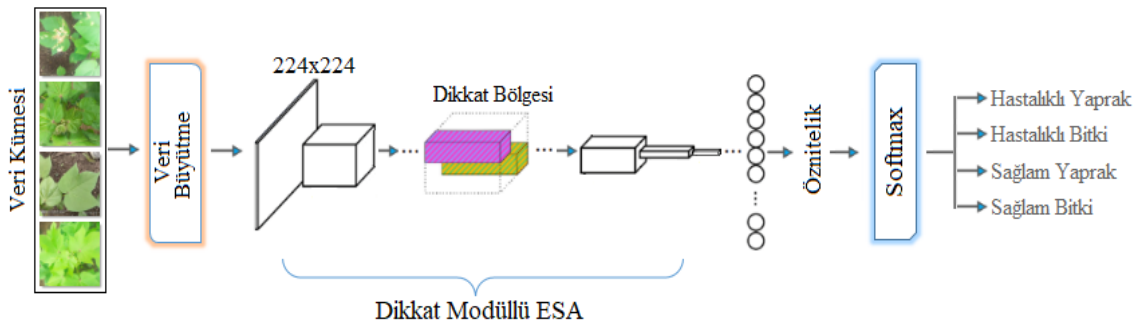 Veri Kümesi
Veri
Büyütme
224x224
Dikkat Bölgesi
Dikkat Modüllü ESA
Öznitelik
Softmax
Hastalıklı Yaprak
Hastalıklı Bitki
Sağlam Yaprak
Sağlam Bitki